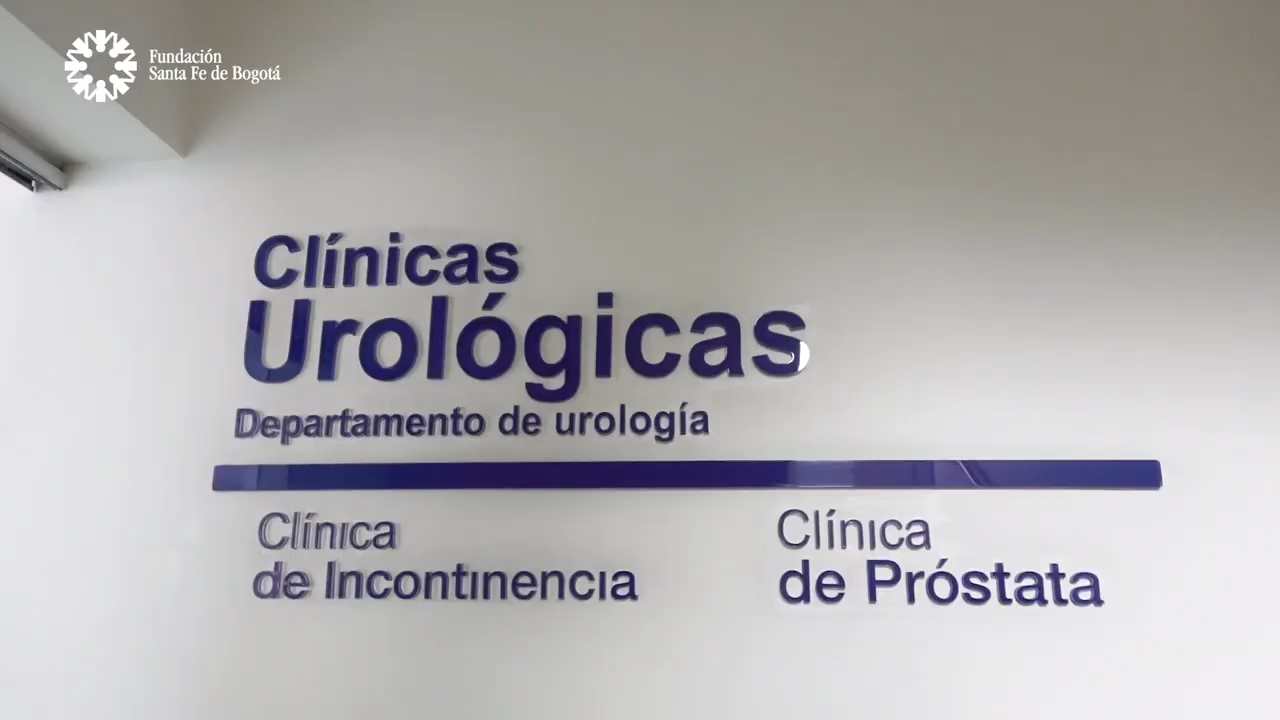 Fundación
Santa Fe de Bogotá
Clínicas
Urológicas
Departamento de urología
Clínica
de Incontinencia
Clínica
de Próstata